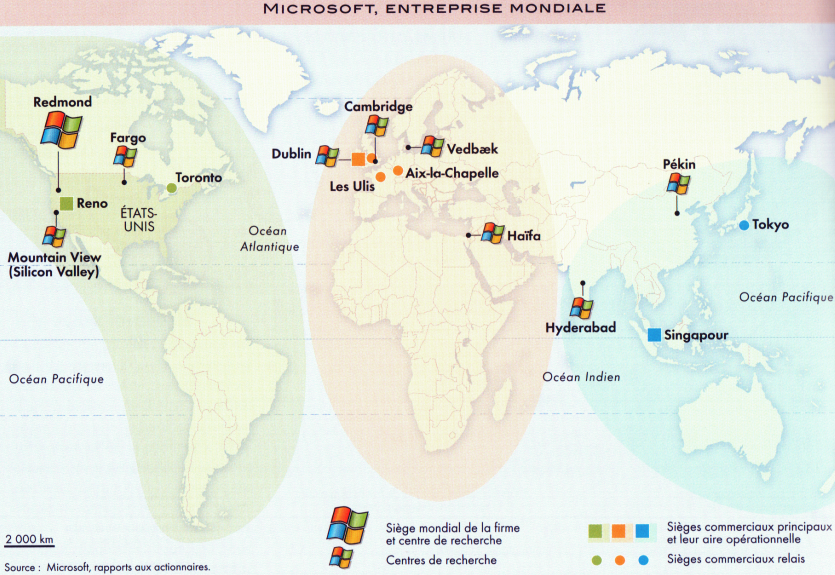 MICROSOFT, ENTREPRISE MONDIALE
Redmond
Fargo
Toronto
Reno
ÉTATS-
UNIS
Mountain View
(Silicon Valley)
Océan
Atlantique
Océan Pacifique
Cambridge
Dublin
Vedbæk
Les Ulis
Aix-la-Chapelle
Haïfa
Pékin
Tokyo
Hyderabad
Singapour
Océan Pacifique
Océan Indien
2 000 km
Source : Microsoft, rapports aux actionnaires.
Siège mondial de la firme
et centre de recherche
Centres de recherche
Sièges commerciaux principaux
et leur aire opérationnelle
Sièges commerciaux relais